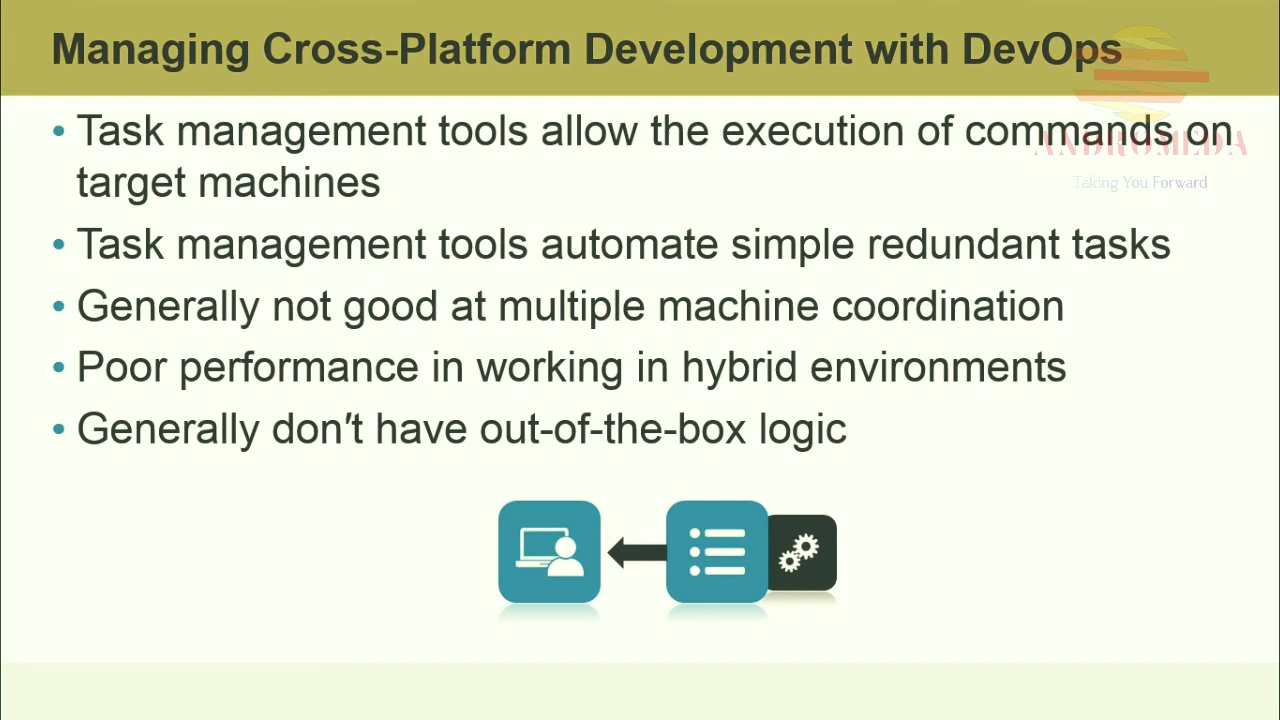 Managing Cross-Platform Development with DevOps
• Task management tools allow the execution of commands on
target machines
• Task management tools automate simple redundant tasks
• Generally not good at multiple machine coordination
• Poor performance in working in hybrid environments
• Generally don't have out-of-the-box logic
ANDROMEDA
Taking You Forward